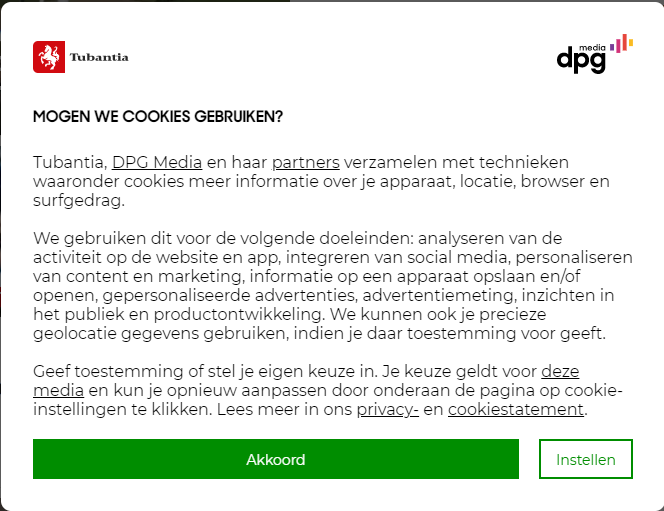 Tubantia
dpg media
MOGEN WE COOKIES GEBRUIKEN?
Tubantia, DPG Media en haar partners verzamelen met technieken
waaronder cookies meer informatie over je apparaat, locatie, browser en
surfgedrag.
We gebruiken dit voor de volgende doeleinden: analyseren van de
activiteit op de website en app, integreren van social media, personaliseren
van content en marketing, informatie op een apparaat opslaan en/of
openen, gepersonaliseerde advertenties, advertentiemeting, inzichten in
het publiek en productontwikkeling. We kunnen ook je precieze
geolocatie gegevens gebruiken, indien je daar toestemming voor geeft.
Geef toestemming of stel je eigen keuze in. Je keuze geldt voor deze
media en kun je opnieuw aanpassen door onderaan de pagina op cookie-
instellingen te klikken. Lees meer in ons privacy- en cookiestatement.
Akkoord
Instellen